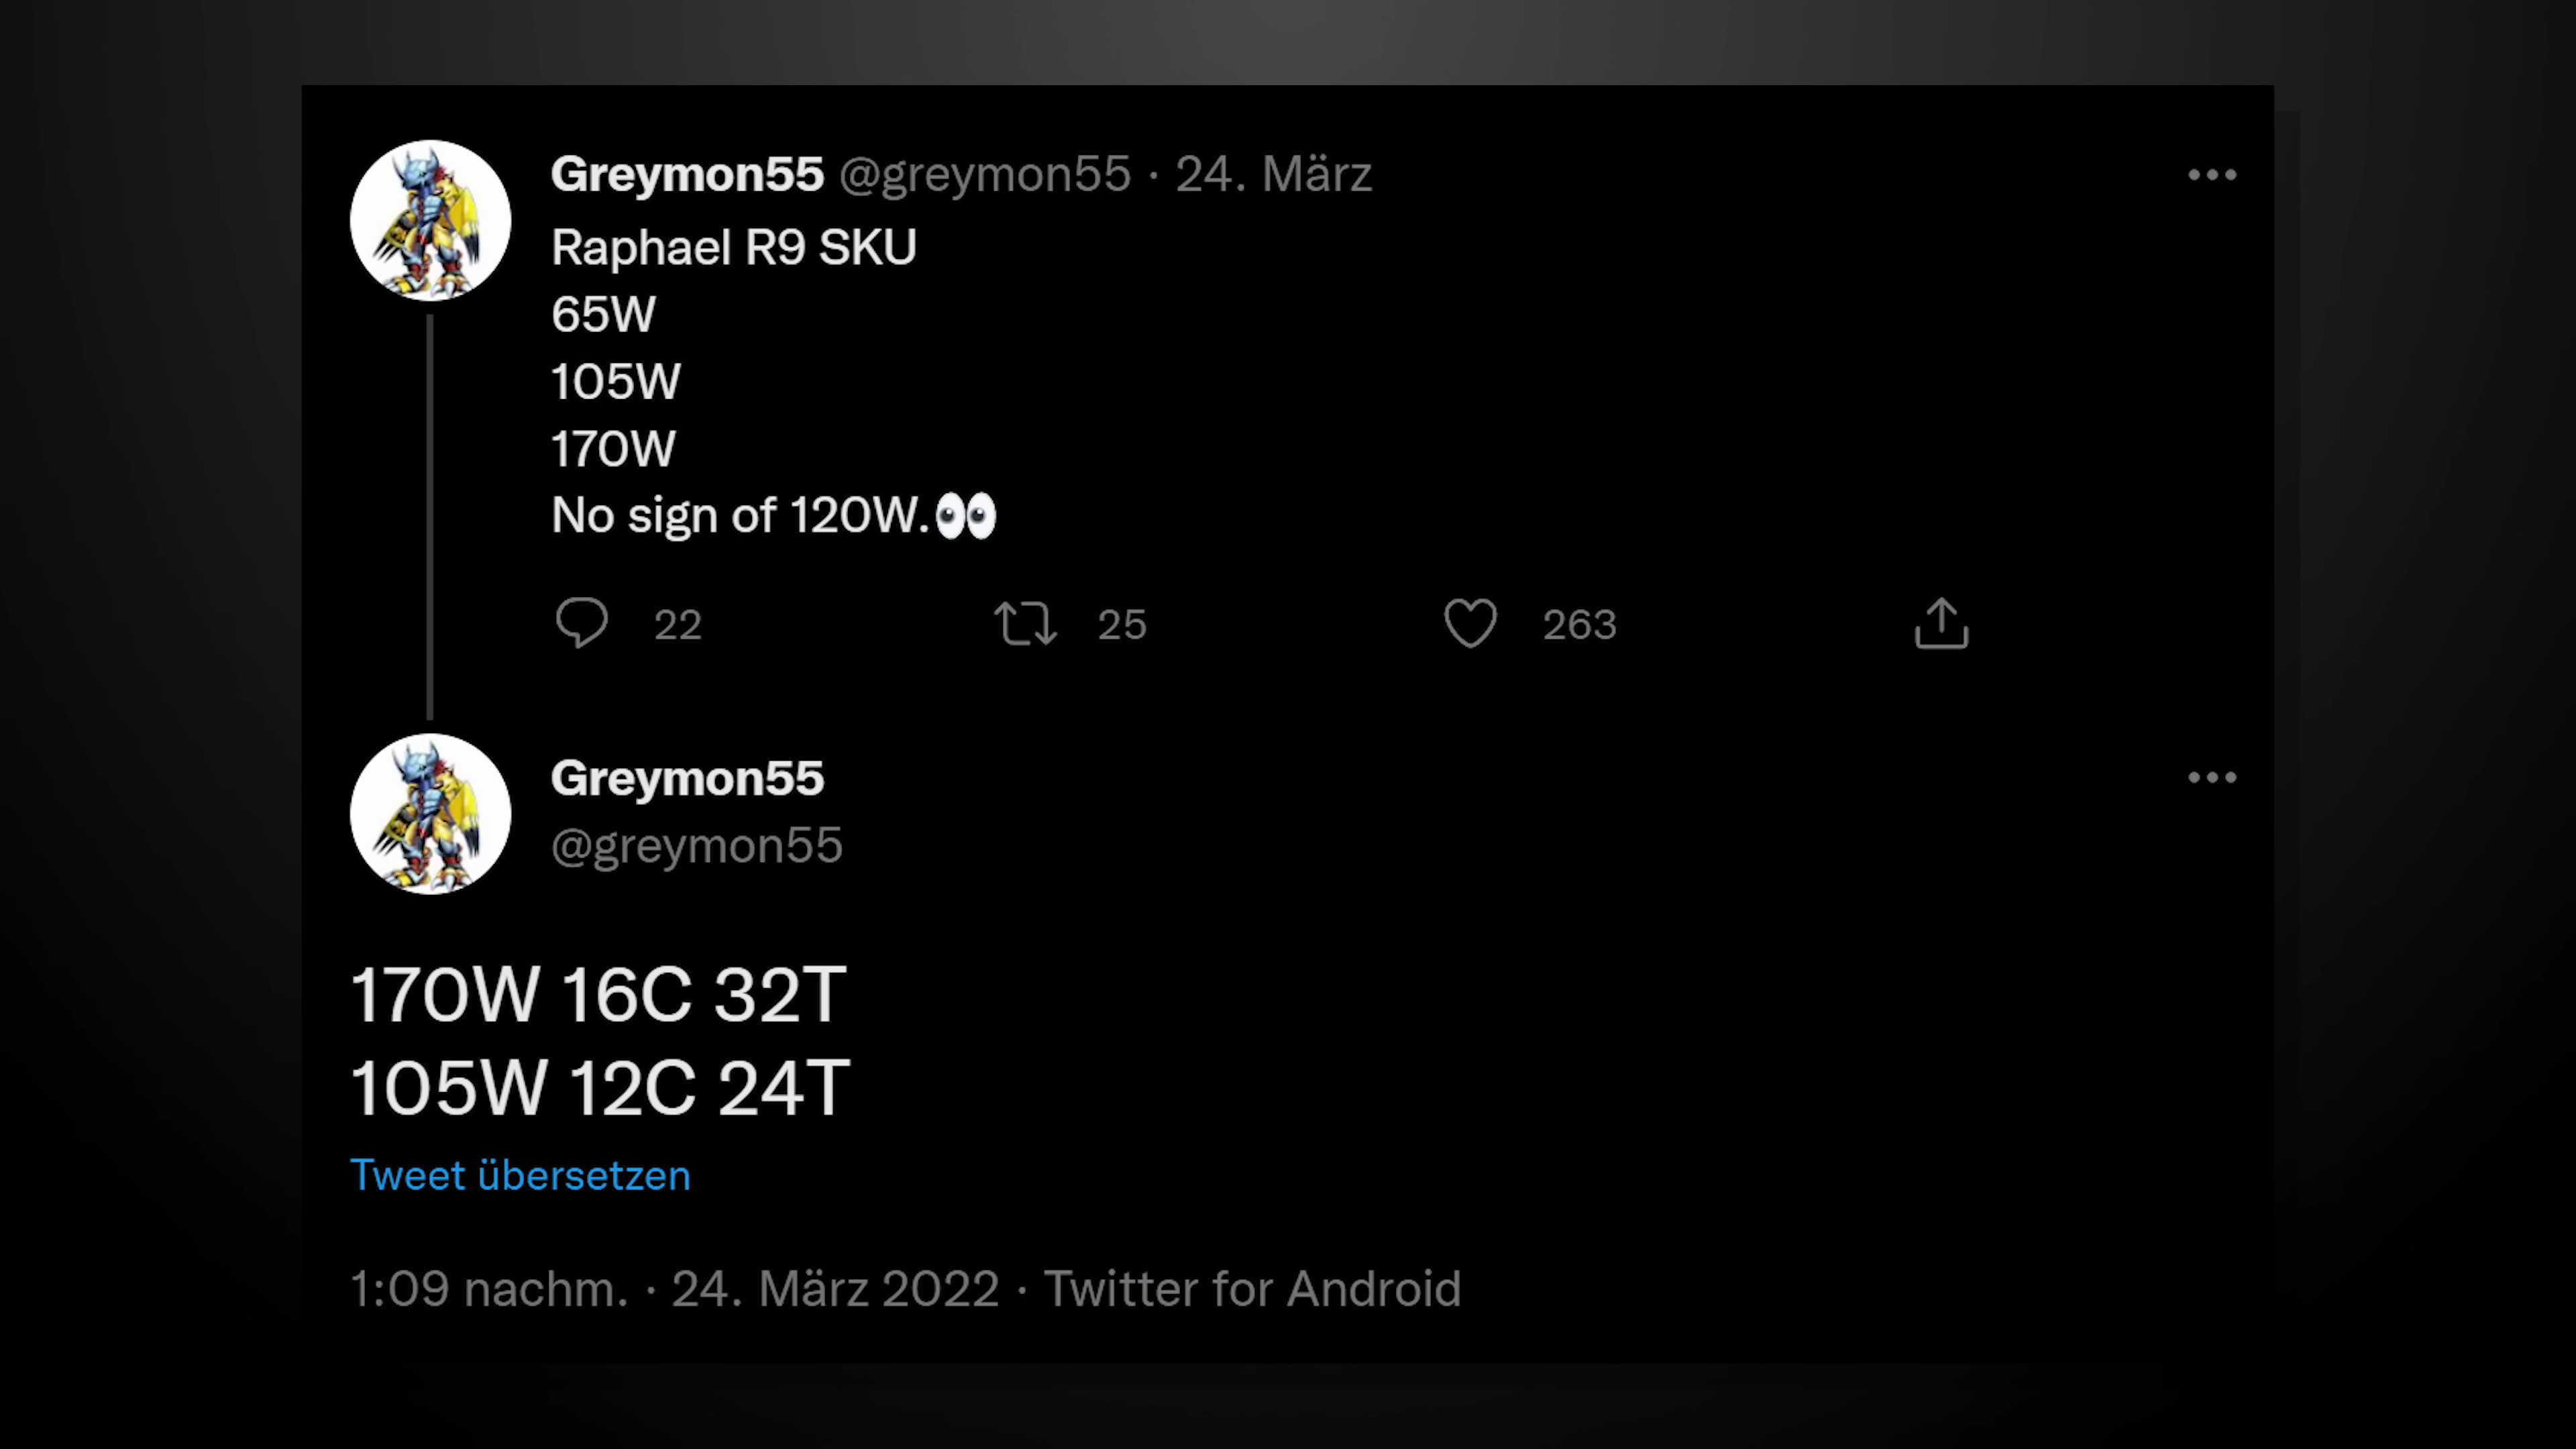 Greymon55 @greymon55 · 24. März
Raphael R9 SKU
65W
105W
170W
No sign of 120W.👀
22 25 263
Greymon55
@greymon55
170W 16C 32T
105W 12C 24T
Tweet übersetzen
1:09 nachm. · 24. März 2022 · Twitter for Android